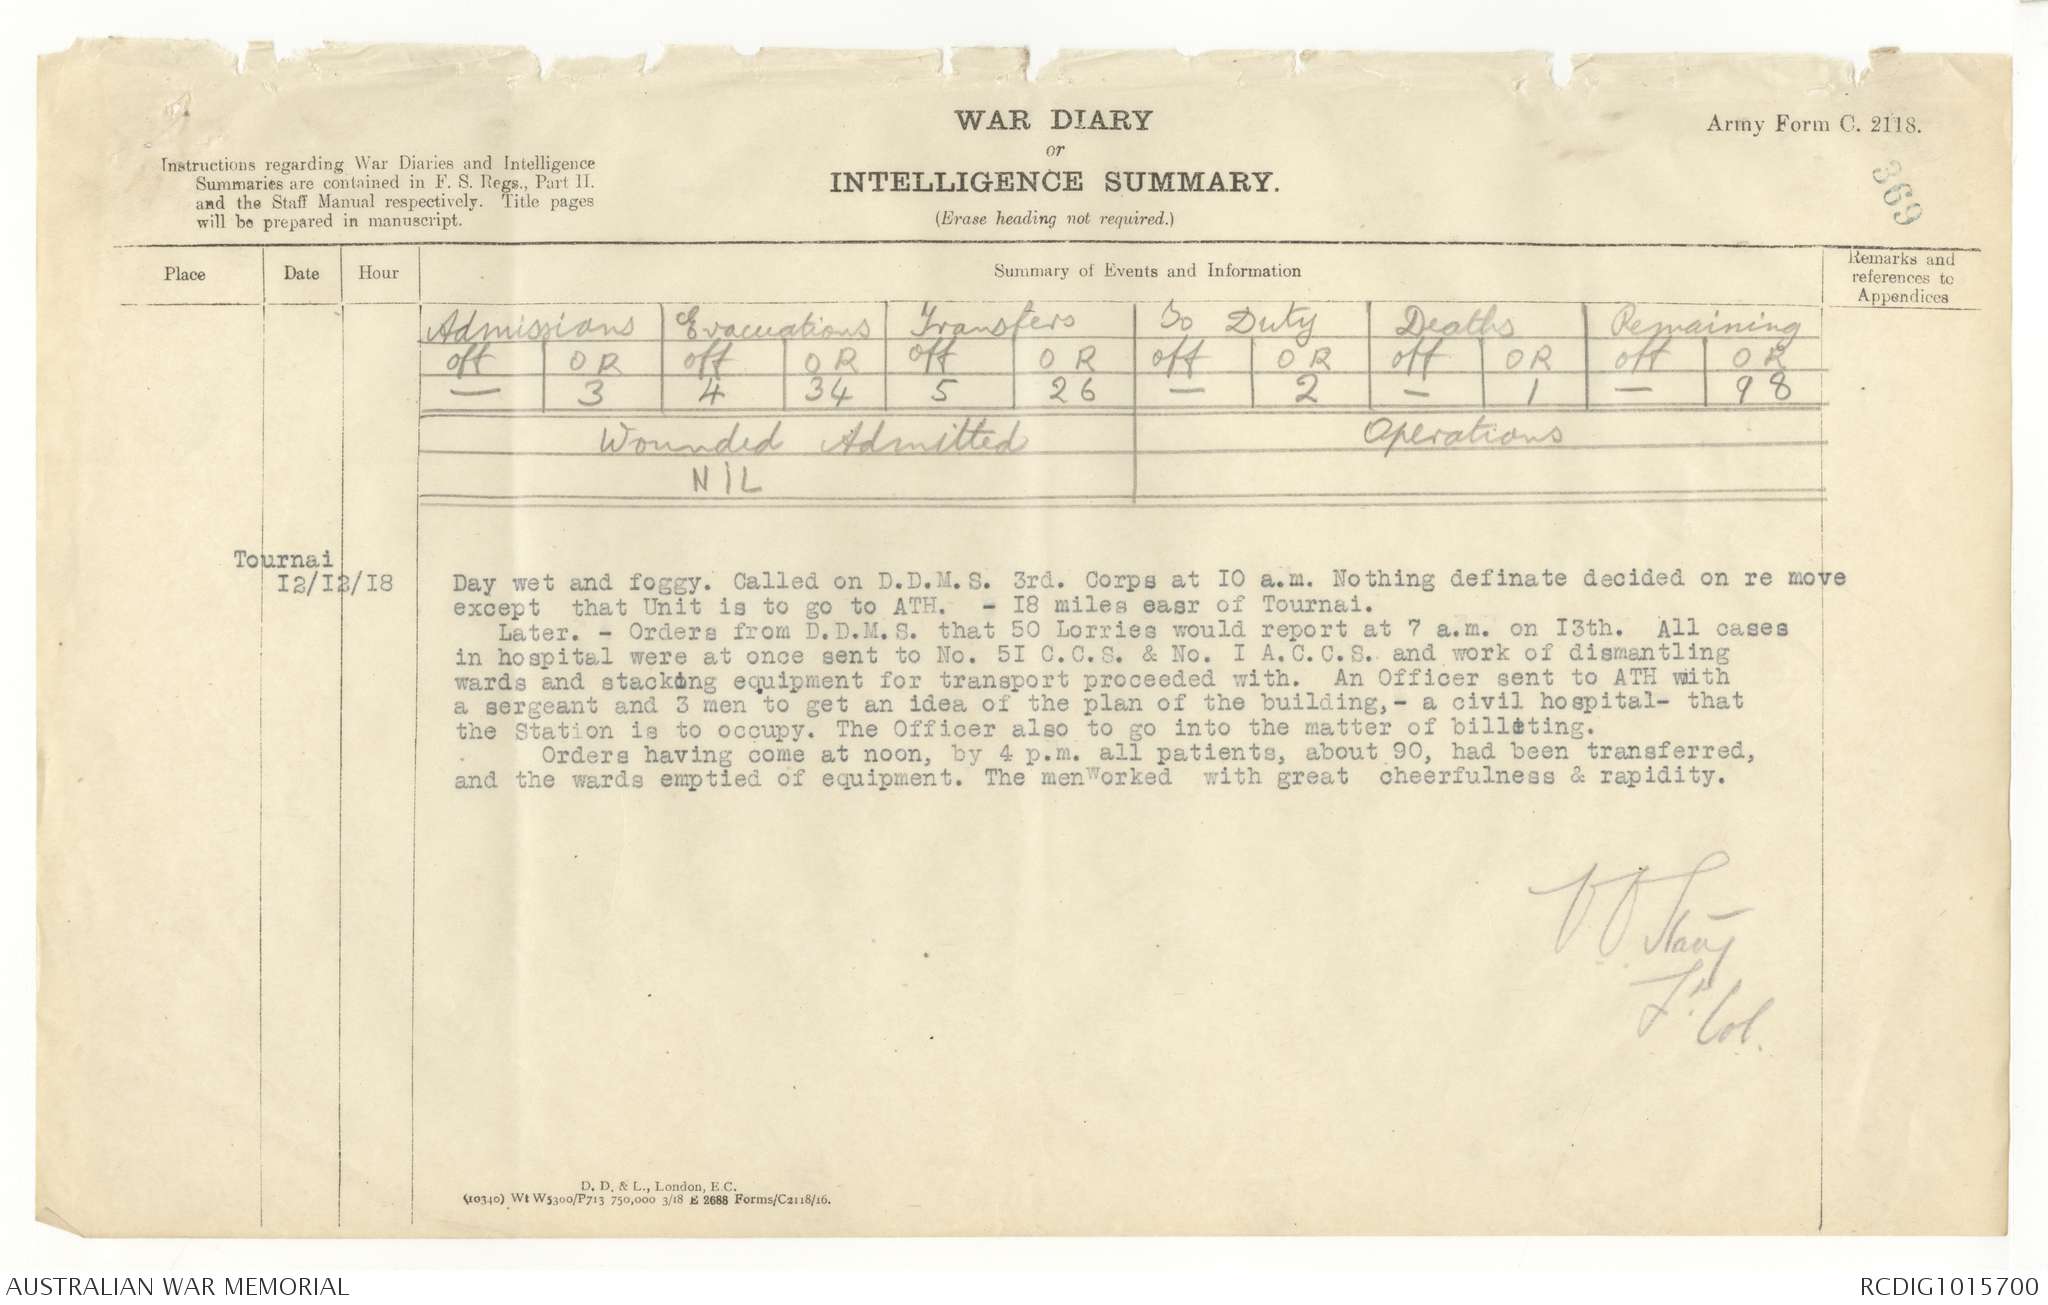 WAR DIARY
or
INTELLIGENCE SUMMARY.
(Erase heading not required.)
Army Form C. 2118.
369
Instructions regarding War Diaries and Intelligence
Summaries are contained in F. S. Regs., Part II.
and the Staff Manual respectively. Title pages
will be prepared in manuscript.
Place Date Hour Summary of Events and Information Remarks and
references to
Appendices
Admissions Evacuations Transfers To Duty Deaths Remaining
off OR off OR off OR off OR off OR off OR
— 3 4 34 5 26 — 2 — 1 — 98
Wounded Admitted Operations
NIL
Tournai
I2/I2/I8
Day wet and foggy. Called on D.D.M.S. 3rd. Corps at IO a.m. Nothing definate decided on re move
except that Unit is to go to ATH. - I8 miles easr of Tournai.
Later. - Orders from D.D.M.S. that 50 Lorries would report at 7 a.m. on I3th. All cases
in hospital were at once sent to No. 5I C.C.S. & No. I A.C.C.S. and work of dismantling
wards and stacking equipment for transport proceeded with. An Officer sent to ATH with
a sergeant and 3 men to get an idea of the plan of the building,- a civil hospital- that
the Station is to occupy. The Officer also to go into the matter of billeting.
Orders having come at noon, by 4 p.m. all patients, about 90, had been transferred,
and the wards emptied of equipment. The men worked with great cheerfulness & rapidity.
Lt Col.
D. D. & L., London, E.C.
(10340) Wt W5300/P713 750,000 3/18 E 2688 Forms/C2118/16.
AUSTRALIAN WAR MEMORIAL
RCDIG1015700